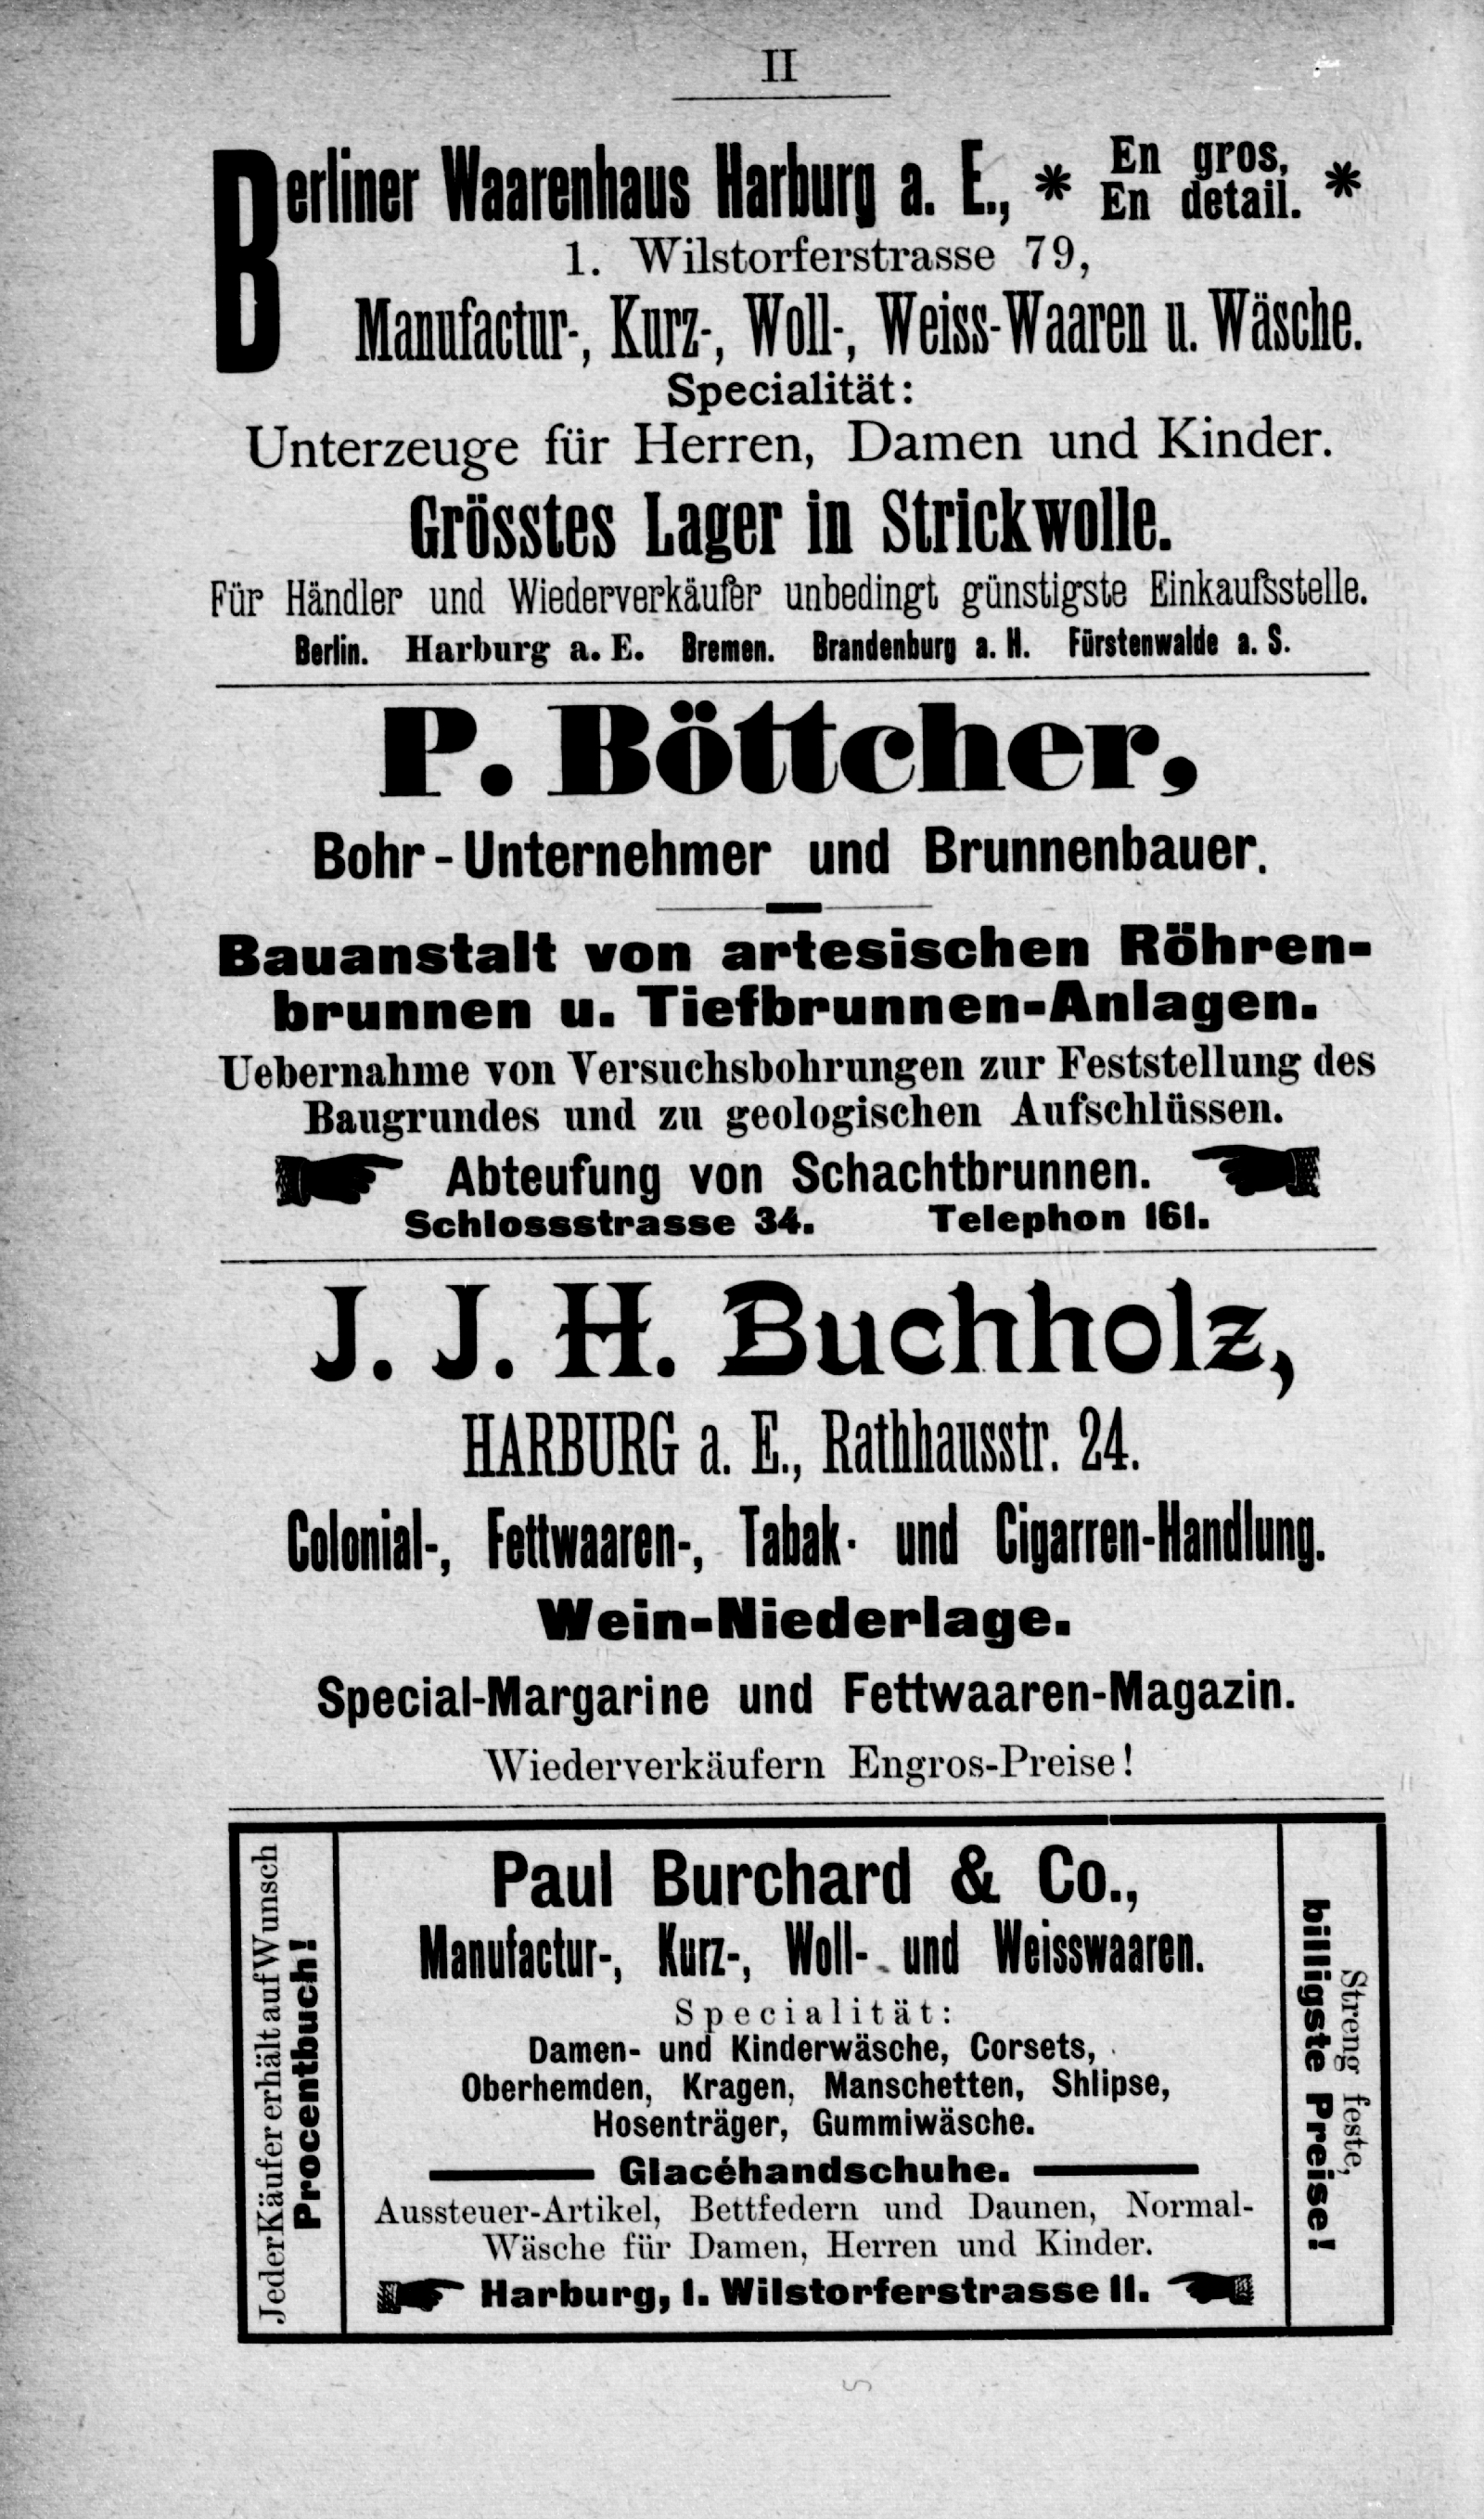 II
Berliner Waarenhaus Harburg a. E., * En gros, En detail. *
1. Wilstorferstrasse 79,
Manufactur-, Kurz-, Woll-, Weiss-Waaren u. Wäsche.
Specialität:
Unterzeuge für Herren, Damen und Kinder.
Grösstes Lager in Strickwolle.
Für Händler und Wiederverkäufer unbedingt günstigste Einkaufsstelle.
Berlin. Harburg a. E. Bremen. Brandenburg a. H. Fürstenwalde a. S.
P. Böttcher,
Bohr-Unternehmer und Brunnenbauer.
Bauanstalt von artesischen Röhren-
brunnen u. Tiefbrunnen-Anlagen.
Uebernahme von Versuchsbohrungen zur Feststellung des
Baugrundes und zu geologischen Aufschlüssen.
Abteufung von Schachtbrunnen.
Schlossstrasse 34. Telephon 161.
J. J. H. Buchholz,
HARBURG a. E., Rathhausstr. 24.
Colonial-, Fettwaaren-, Tabak- und Cigarren-Handlung.
Wein-Niederlage.
Special-Margarine und Fettwaaren-Magazin.
Wiederverkäufern Engros-Preise!
Jeder Käufer erhält auf Wunsch
Procentbuch!
Paul Burchard & Co.,
Manufactur-, Kurz-, Woll- und Weisswaaren.
Specialität:
Damen- und Kinderwäsche, Corsets,
Oberhemden, Kragen, Manschetten, Shlipse,
Hosenträger, Gummiwäsche.
Glacéhandschuhe.
Aussteuer-Artikel, Bettfedern und Daunen, Normal-
Wäsche für Damen, Herren und Kinder.
Harburg, I. Wilstorferstrasse II.
Streng feste,
billigste Preise!